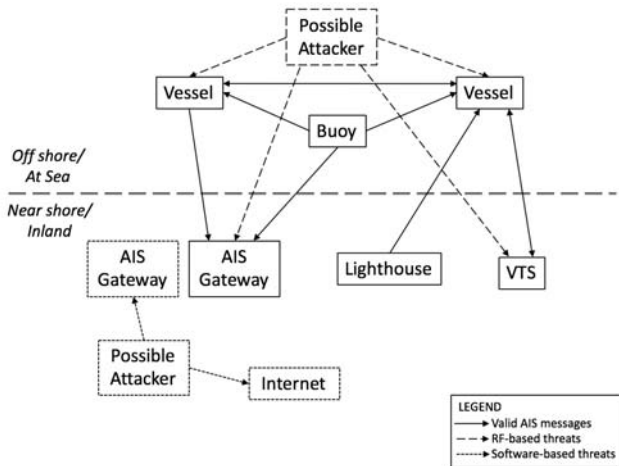 Possible
Attacker
Vessel
Vessel
Buoy
Off shore/
At Sea
Near shore/
Inland
AIS
Gateway
AIS
Gateway
Lighthouse
VTS
Possible
Attacker
Internet
LEGEND
Valid AIS messages
RF-based threats
Software-based threats